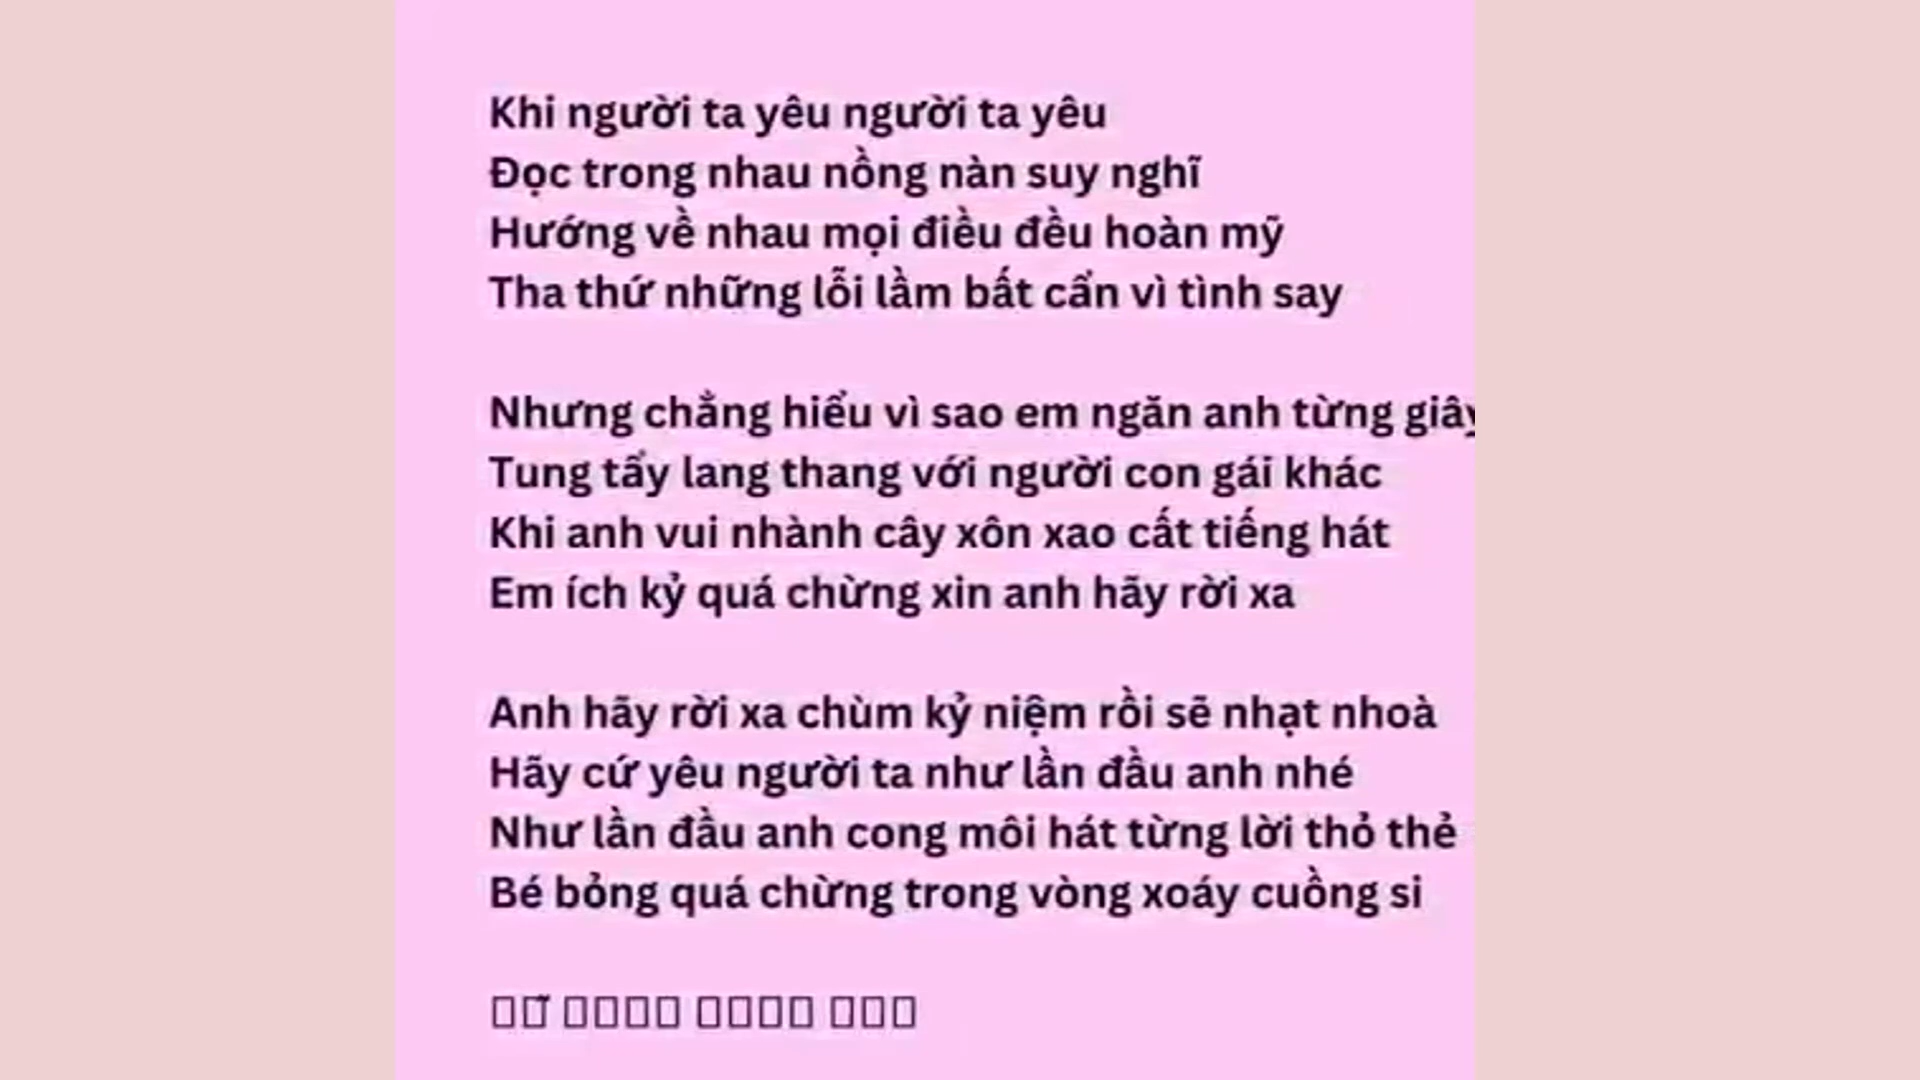 Khi người ta yêu người ta yêu
Đọc trong nhau nồng nàn suy nghĩ
Hướng về nhau mọi điều đều hoàn mỹ
Tha thứ những lỗi lầm bất cẩn vì tình say
Nhưng chẳng hiểu vì sao em ngăn anh từng giây
Tung tẩy lang thang với người con gái khác
Khi anh vui nhành cây xôn xao cất tiếng hát
Em ích kỷ quá chừng xin anh hãy rời xa
Anh hãy rời xa chùm kỷ niệm rồi sẽ nhạt nhoà
Hãy cứ yêu người ta như lần đầu anh nhé
Như lần đầu anh cong môi hát từng lời thỏ thẻ
Bé bỏng quá chừng trong vòng xoáy cuồng si